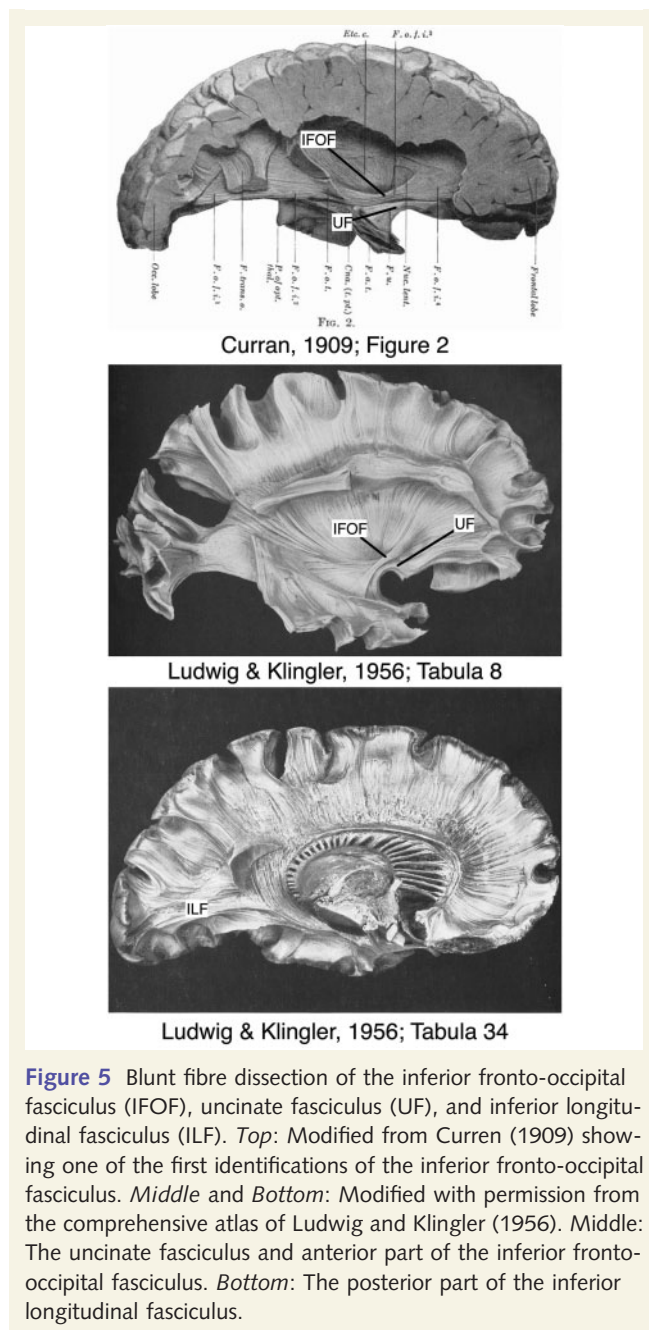 Etc. c. F. o. f. i.³
IFOF
UF
Occ. lobe
F. o. f. i.¹
F. trans. o.
P. of opt. thal.
F. o. f. i.²
F. o. t.
Cna. (t. pt.)
F. o. t.
F. u.
Nuc. lent.
F. o. f. i.⁴
Frontal lobe
FIG. 2.
Curran, 1909; Figure 2
IFOF
UF
Ludwig & Klingler, 1956; Tabula 8
ILF
Ludwig & Klingler, 1956; Tabula 34
Figure 5 Blunt fibre dissection of the inferior fronto-occipital
fasciculus (IFOF), uncinate fasciculus (UF), and inferior longitu-
dinal fasciculus (ILF). Top: Modified from Curren (1909) show-
ing one of the first identifications of the inferior fronto-occipital
fasciculus. Middle and Bottom: Modified with permission from
the comprehensive atlas of Ludwig and Klingler (1956). Middle:
The uncinate fasciculus and anterior part of the inferior fronto-
occipital fasciculus. Bottom: The posterior part of the inferior
longitudinal fasciculus.